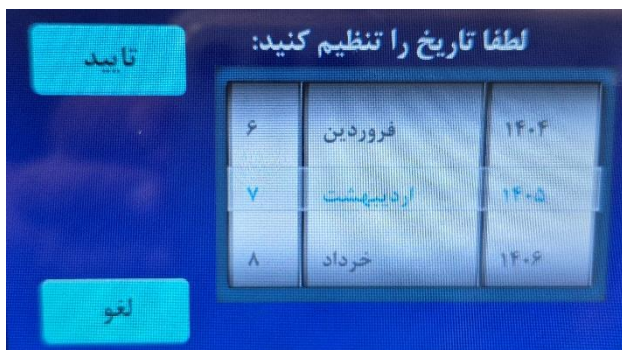 لطفا تاریخ را تنظیم کنید:
تایید
۶ فروردین ۱۴۰۴
۷ اردیبهشت ۱۴۰۵
۸ خرداد ۱۴۰۶
لغو